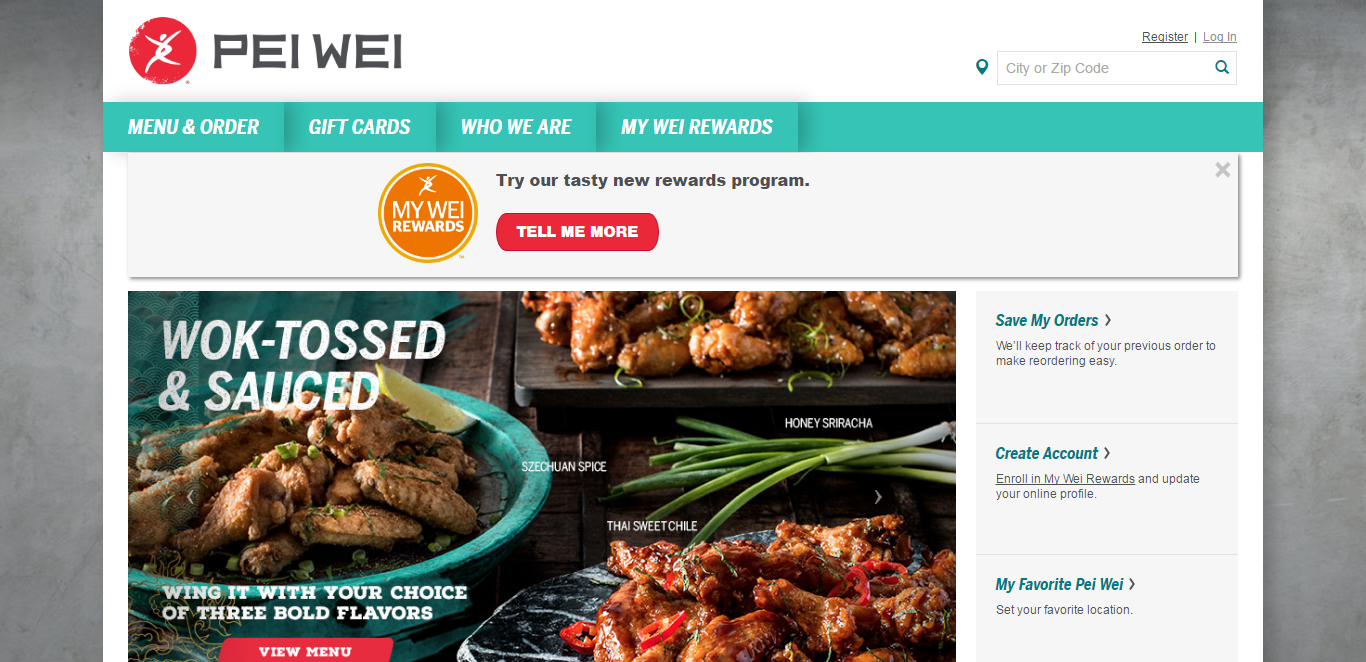 PEI WEI
Register | Log In
City or Zip Code
MENU & ORDER
GIFT CARDS
WHO WE ARE
MY WEI REWARDS
MY WEI
REWARDS
™
Try our tasty new rewards program.
TELL ME MORE
WOK-TOSSED
& SAUCED
HONEY SRIRACHA
SZECHUAN SPICE
THAI SWEET CHILE
WING IT WITH YOUR CHOICE
OF THREE BOLD FLAVORS
VIEW MENU
Save My Orders
We'll keep track of your previous order to
make reordering easy.
Create Account
Enroll in My Wei Rewards and update
your online profile.
My Favorite Pei Wei
Set your favorite location.